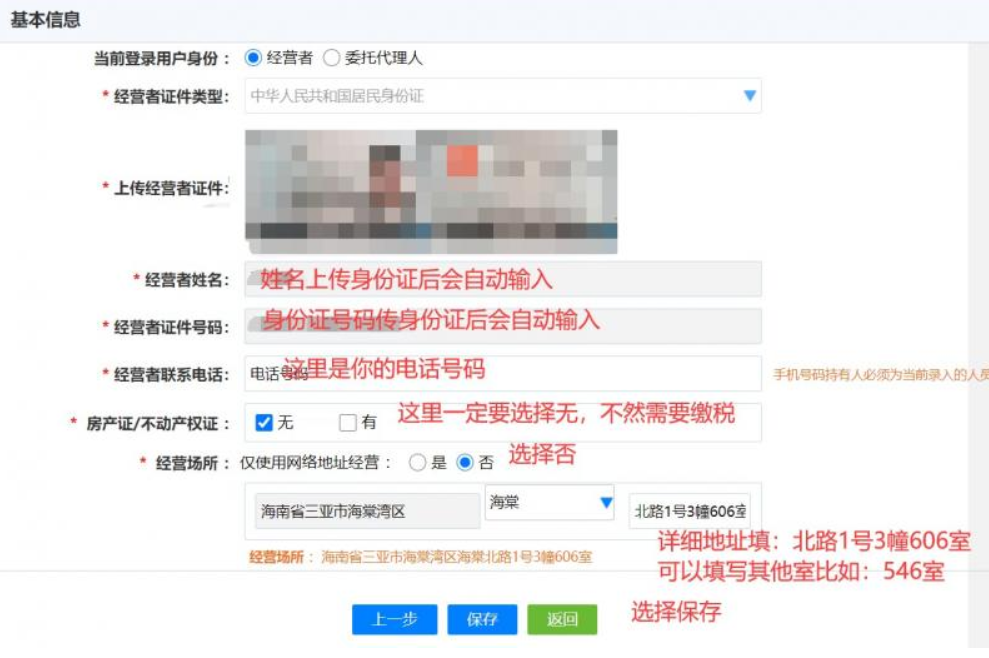 基本信息
当前登录用户身份： 经营者 委托代理人
* 经营者证件类型: 中华人民共和国居民身份证
* 上传经营者证件:
* 经营者姓名: 姓名上传身份证后会自动输入
* 经营者证件号码: 身份证号码传身份证后会自动输入
* 经营者联系电话: 电话号码 这里是你的电话号码 手机号码持有人必须为当前录入的人员
* 房产证/不动产权证： 无 有 这里一定要选择无，不然需要缴税
* 经营场所： 仅使用网络地址经营： 是 否 选择否
海南省三亚市海棠湾区 海棠 北路1号3幢606室
经营场所：海南省三亚市海棠湾区海棠北路1号3幢606室
详细地址填：北路1号3幢606室
可以填写其他室比如：546室
上一步 保存 返回 选择保存